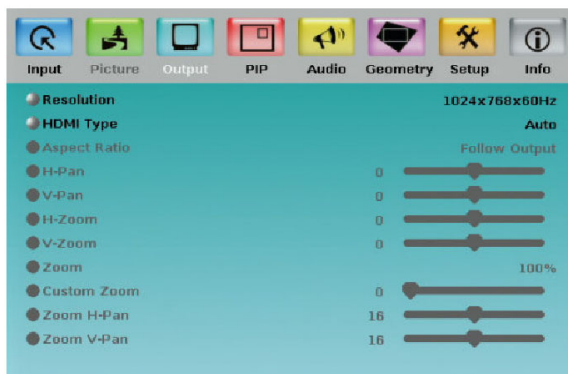 Input Picture Output PIP Audio Geometry Setup Info
Resolution 1024x768x60Hz
HDMI Type Auto
Aspect Ratio Follow Output
H-Pan 0
V-Pan 0
H-Zoom 0
V-Zoom 0
Zoom 100%
Custom Zoom 0
Zoom H-Pan 16
Zoom V-Pan 16